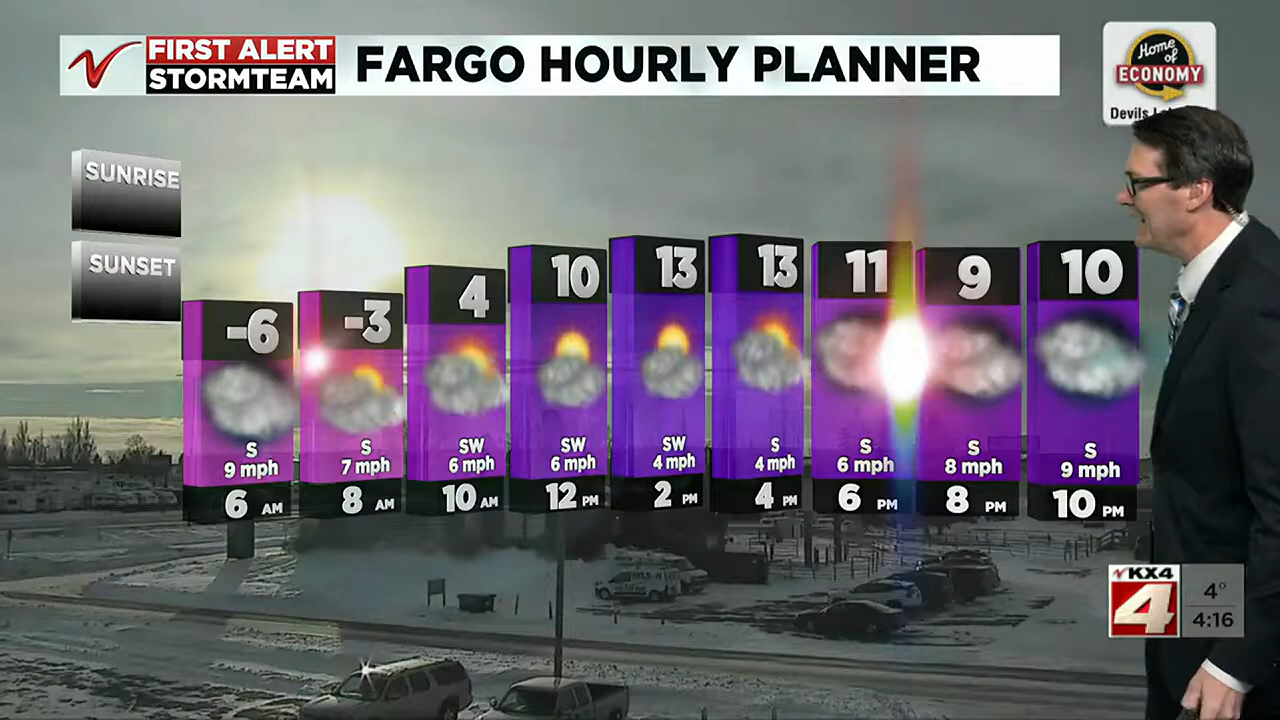 FIRST ALERT
STORMTEAM
FARGO HOURLY PLANNER
Home
of
ECONOMY
Devils
SUNRISE
SUNSET
-6
-3
4
10
13
13
11
9
10
S
9 mph
S
7 mph
SW
6 mph
SW
6 mph
SW
4 mph
S
4 mph
S
6 mph
S
8 mph
S
9 mph
6 AM
8 AM
10 AM
12 PM
2 PM
4 PM
6 PM
8 PM
10 PM
KX4
4
4°
4:16